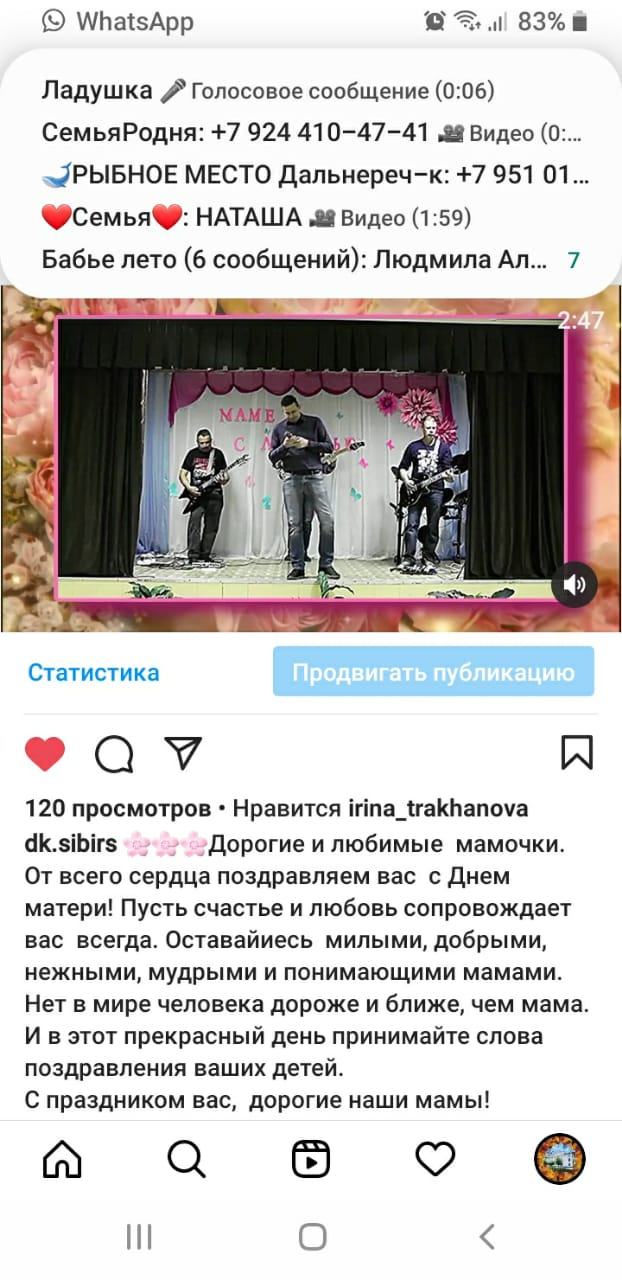 WhatsApp 83%
Ладушка 🎤 Голосовое сообщение (0:06)
СемьяРодня: +7 924 410-47-41 🎥 Видео (0:...
🐋РЫБНОЕ МЕСТО Дальнереч-к: +7 951 01...
❤️Семья❤️: НАТАША 🎥 Видео (1:59)
Бабье лето (6 сообщений): Людмила Ал... 7
2:47
МАМЕ
Статистика
Продвигать публикацию
120 просмотров • Нравится irina_trakhanova
dk.sibirs 🌸🌸🌸Дорогие и любимые мамочки.
От всего сердца поздравляем вас с Днем
матери! Пусть счастье и любовь сопровождает
вас всегда. Оставайиесь милыми, добрыми,
нежными, мудрыми и понимающими мамами.
Нет в мире человека дороже и ближе, чем мама.
И в этот прекрасный день принимайте слова
поздравления ваших детей.
С праздником вас, дорогие наши мамы!